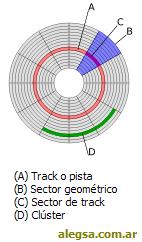 A
C
B
D
(A) Track o pista
(B) Sector geométrico
(C) Sector de track
(D) Clúster
alegsa.com.ar